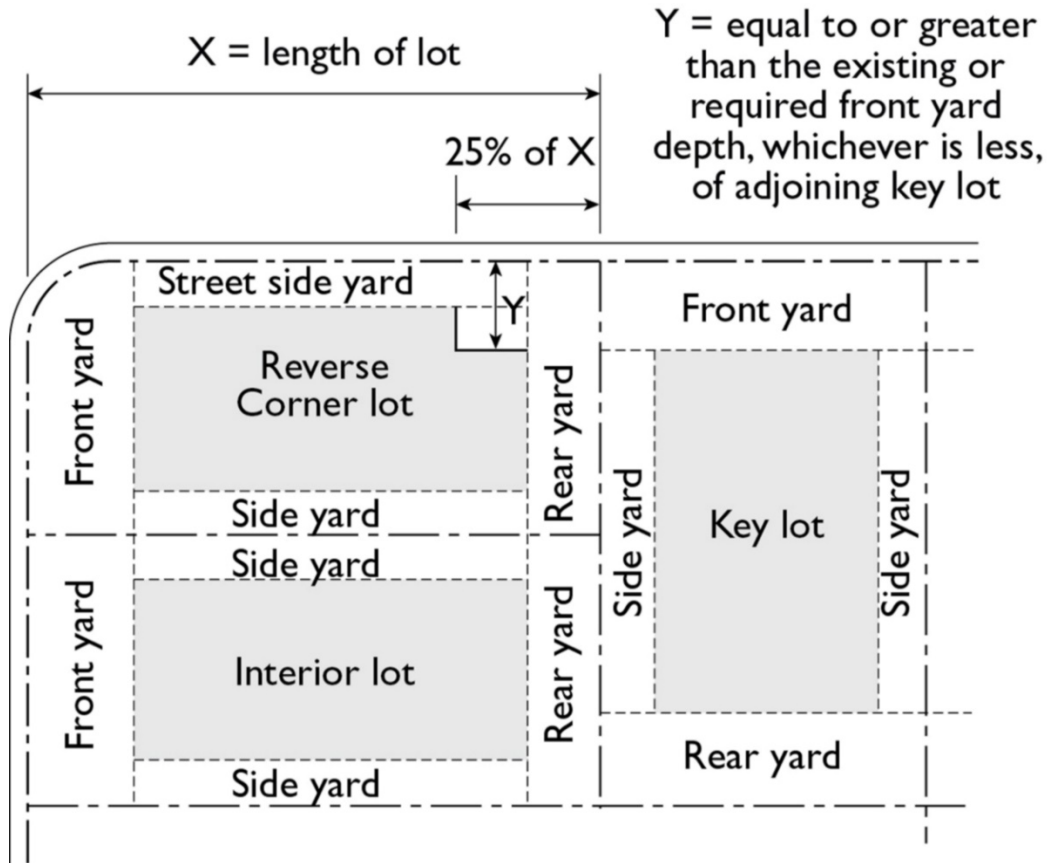 X = length of lot
Y = equal to or greater
than the existing or
required front yard
depth, whichever is less,
of adjoining key lot
25% of X
Street side yard
Y
Front yard
Front yard
Reverse
Corner lot
Rear yard
Side yard
Side yard
Key lot
Side yard
Side yard
Front yard
Interior lot
Rear yard
Side yard
Rear yard